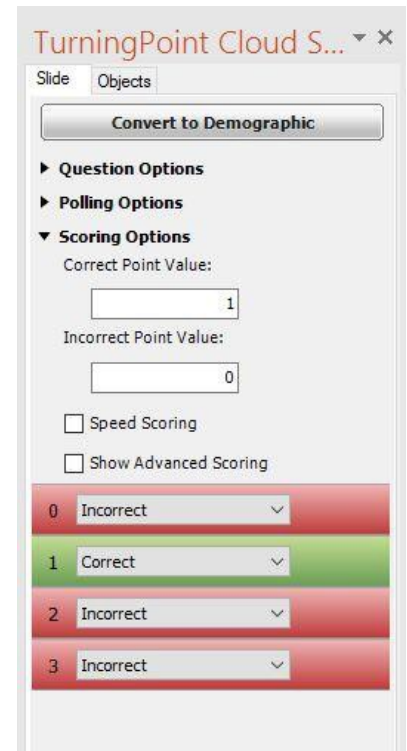 TurningPoint Cloud S...
Slide Objects
Convert to Demographic
Question Options
Polling Options
Scoring Options
Correct Point Value:
1
Incorrect Point Value:
0
Speed Scoring
Show Advanced Scoring
0 Incorrect
1 Correct
2 Incorrect
3 Incorrect